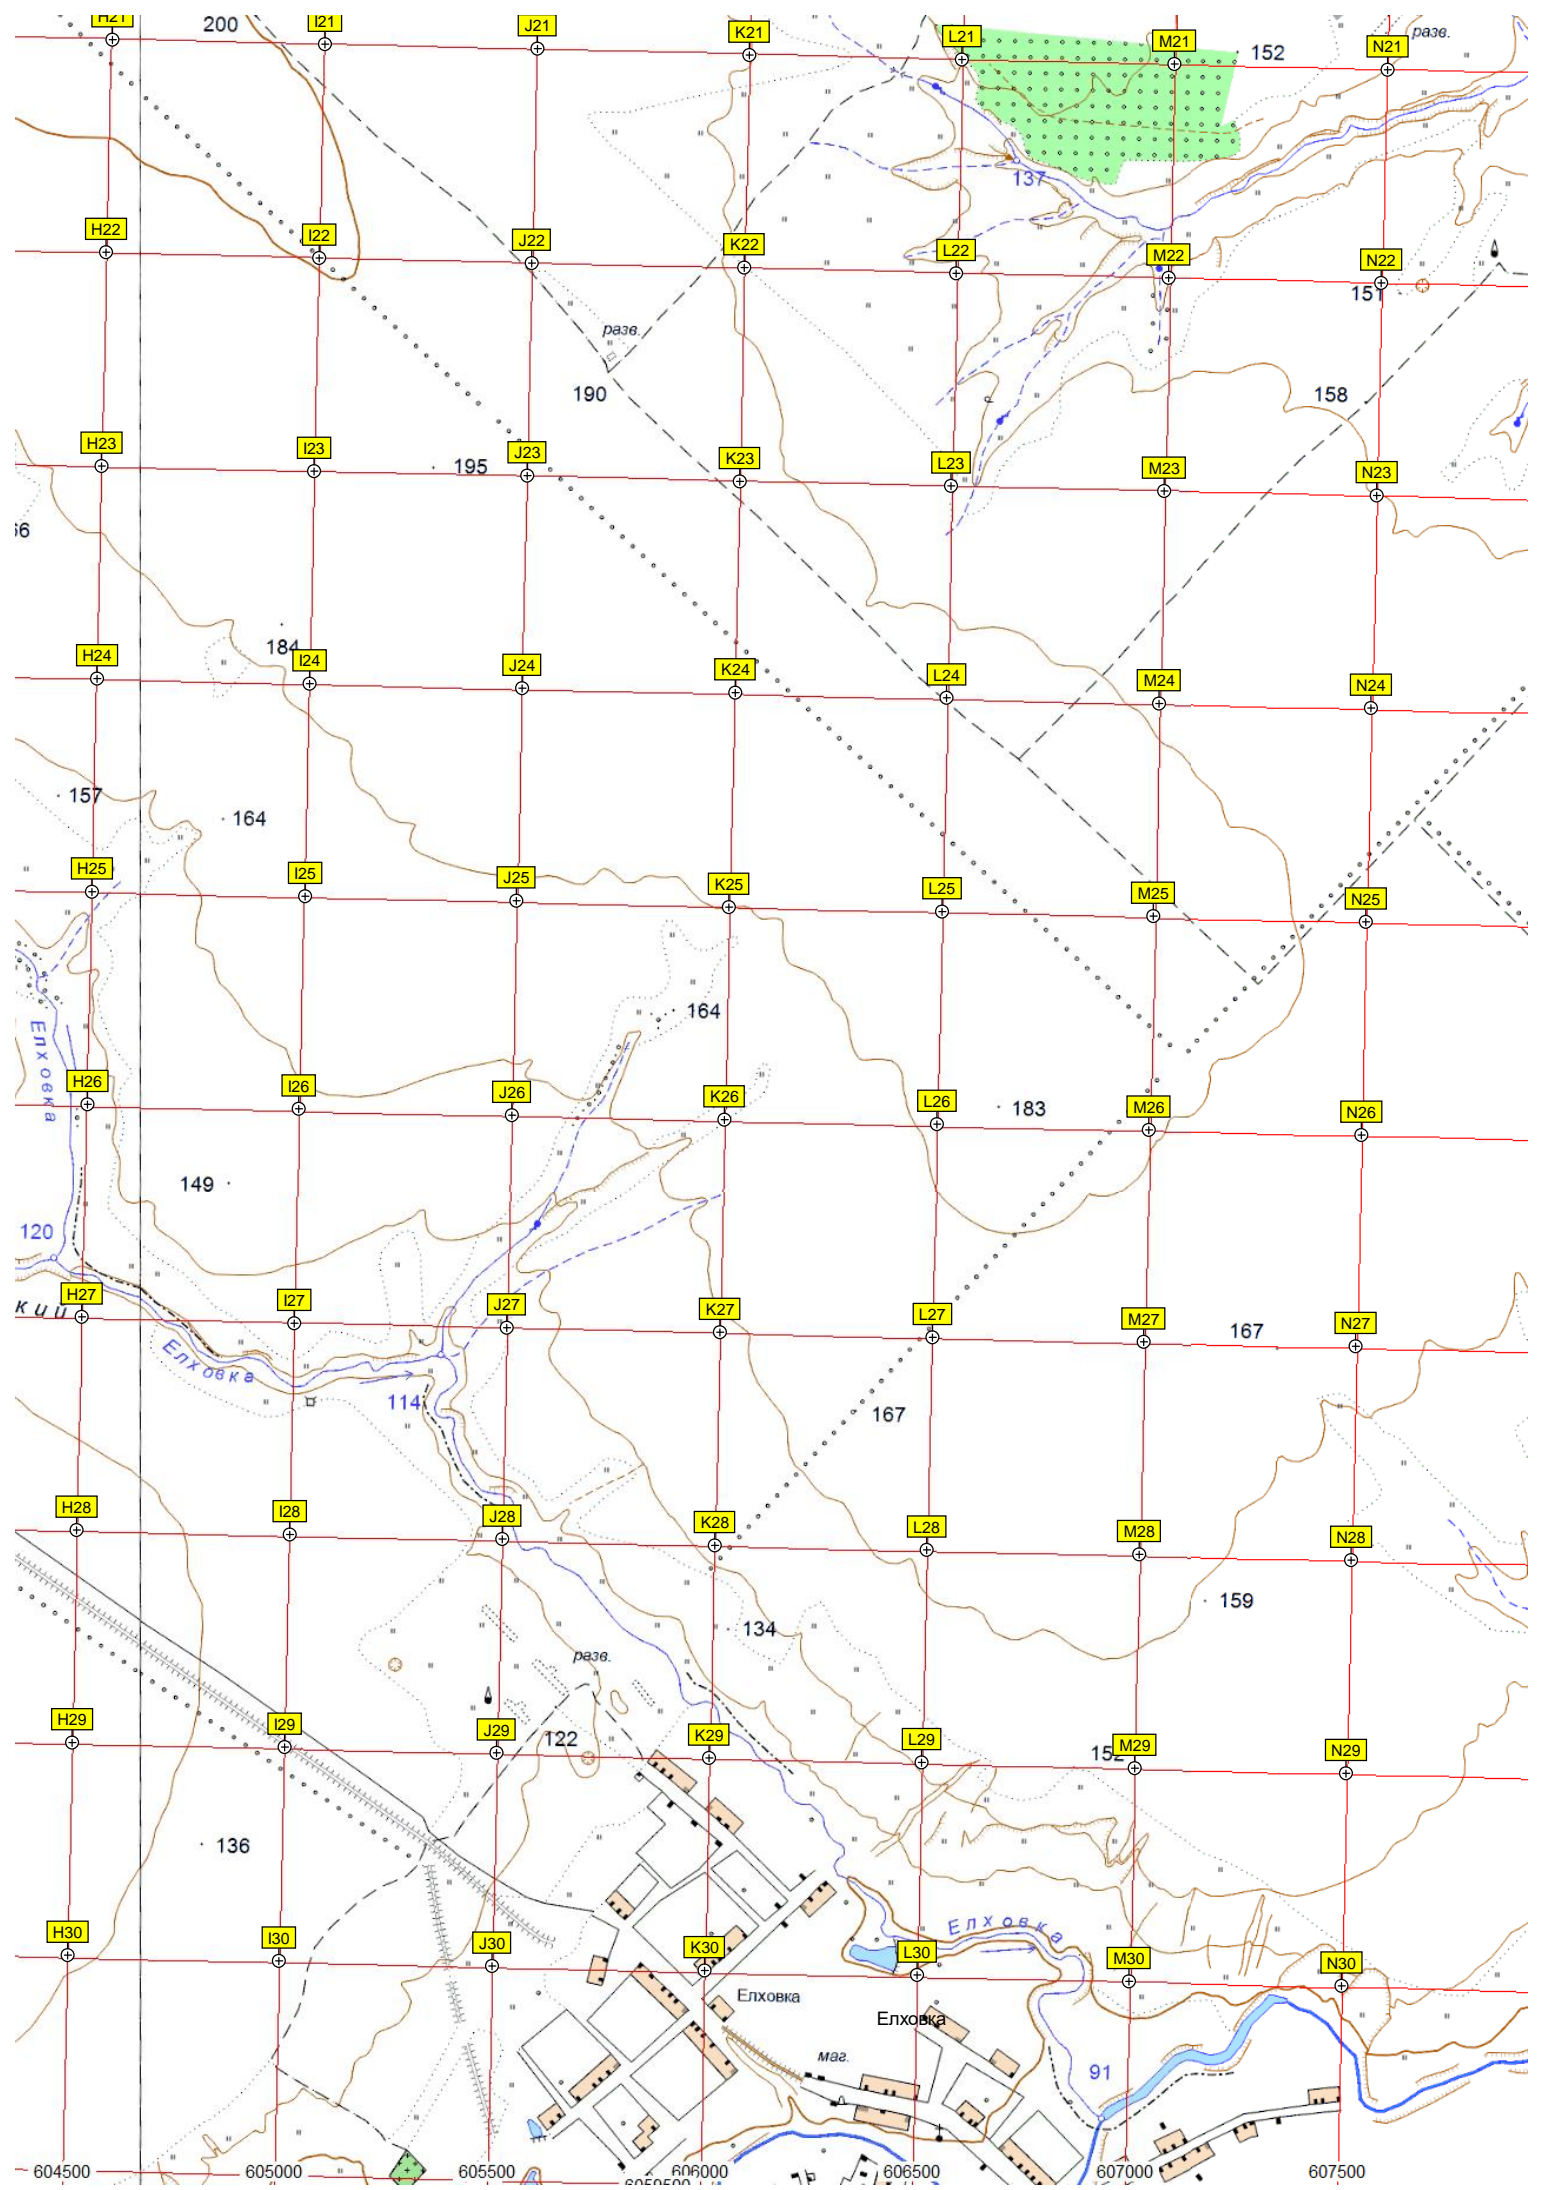 H21 200 I21 J21 K21 L21 M21 152 N21 разв.
137
H22 I22 J22 K22 L22 M22 N22
151
разв.
190 158
H23 I23 195 J23 K23 L23 M23 N23
66
184
H24 I24 J24 K24 L24 M24 N24
157 164
H25 I25 J25 K25 L25 M25 N25
164
Елховка
H26 I26 J26 K26 L26 183 M26 N26
149
120
кий H27 I27 J27 K27 L27 M27 167 N27
Елховка
114 167
H28 I28 J28 K28 L28 M28 N28
134 159
разв.
H29 I29 J29 122 K29 L29 152 M29 N29
136
Елховка
H30 I30 J30 K30 L30 M30 N30
Елховка
Елховка
маг.
91
604500 605000 605500 606000 606500 607000 607500